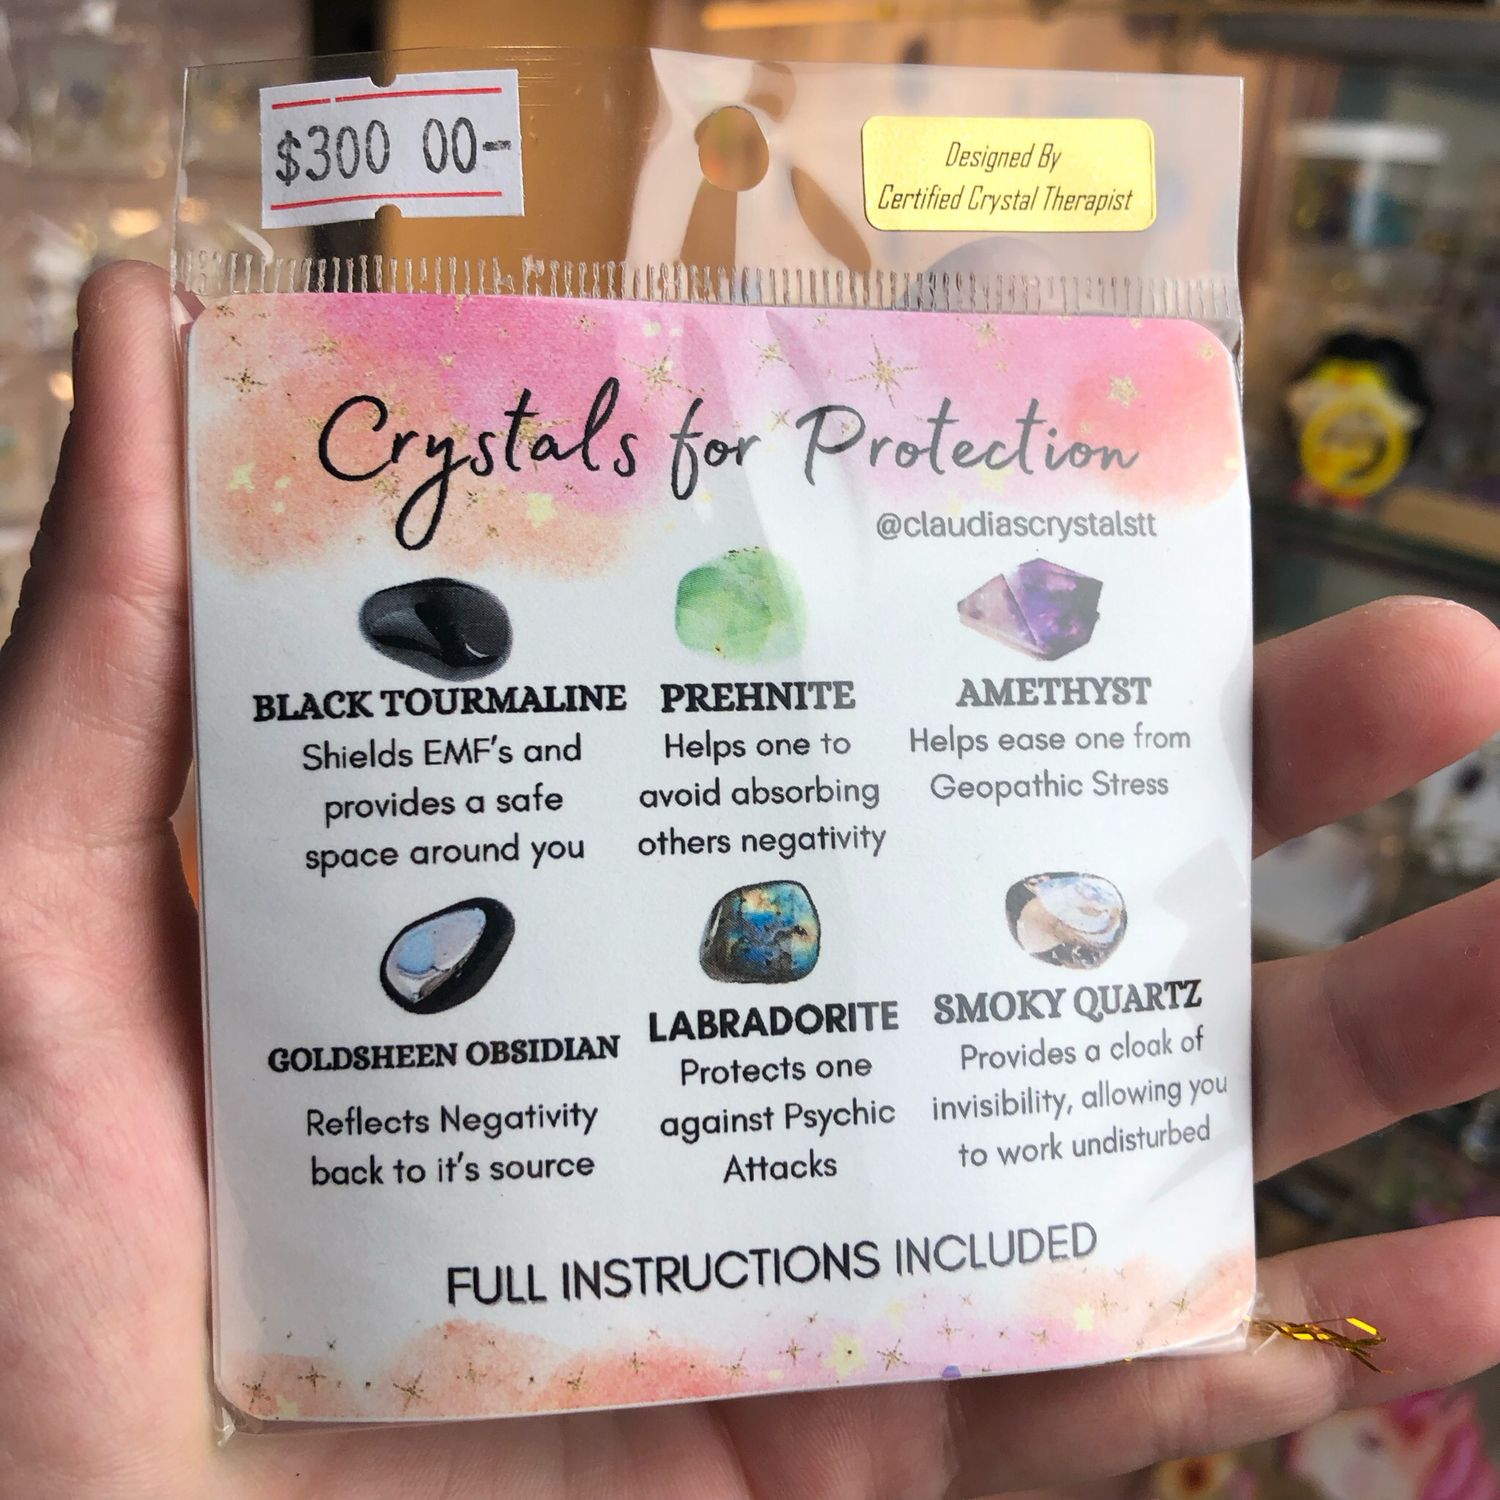 $300 00-
Designed By
Certified Crystal Therapist
Crystals for Protection
@claudiascrystalstt
BLACK TOURMALINE
Shields EMF's and
provides a safe
space around you
PREHNITE
Helps one to
avoid absorbing
others negativity
AMETHYST
Helps ease one from
Geopathic Stress
GOLDSHEEN OBSIDIAN
Reflects Negativity
back to it's source
LABRADORITE
Protects one
against Psychic
Attacks
SMOKY QUARTZ
Provides a cloak of
invisibility, allowing you
to work undisturbed
FULL INSTRUCTIONS INCLUDED